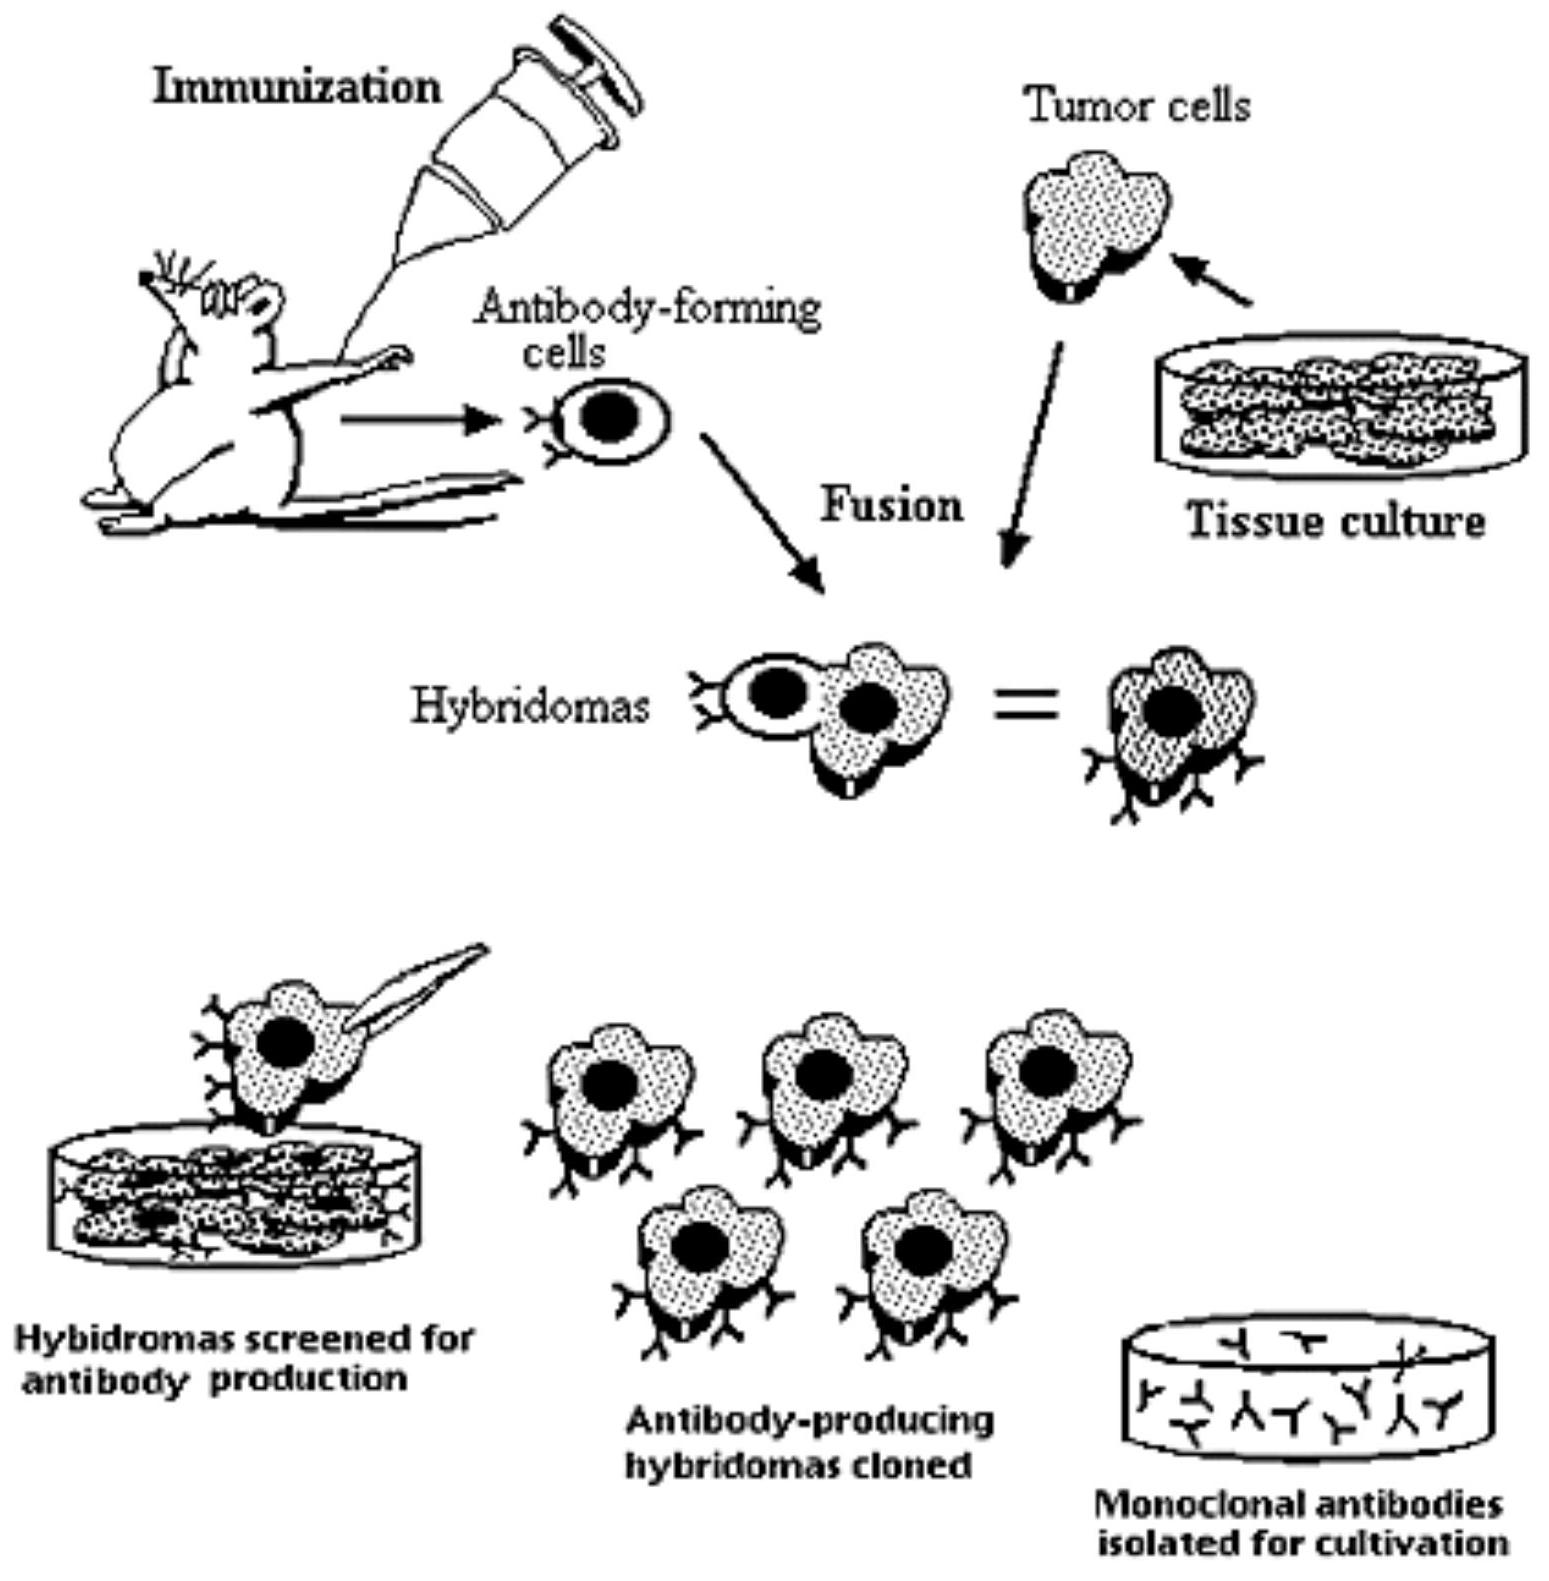 Immunization
Tumor cells
Antibody-forming
cells
Fusion
Tissue culture
Hybridomas
Hybidromas screened for
antibody production
Antibody-producing
hybridomas cloned
Monoclonal antibodies
isolated for cultivation